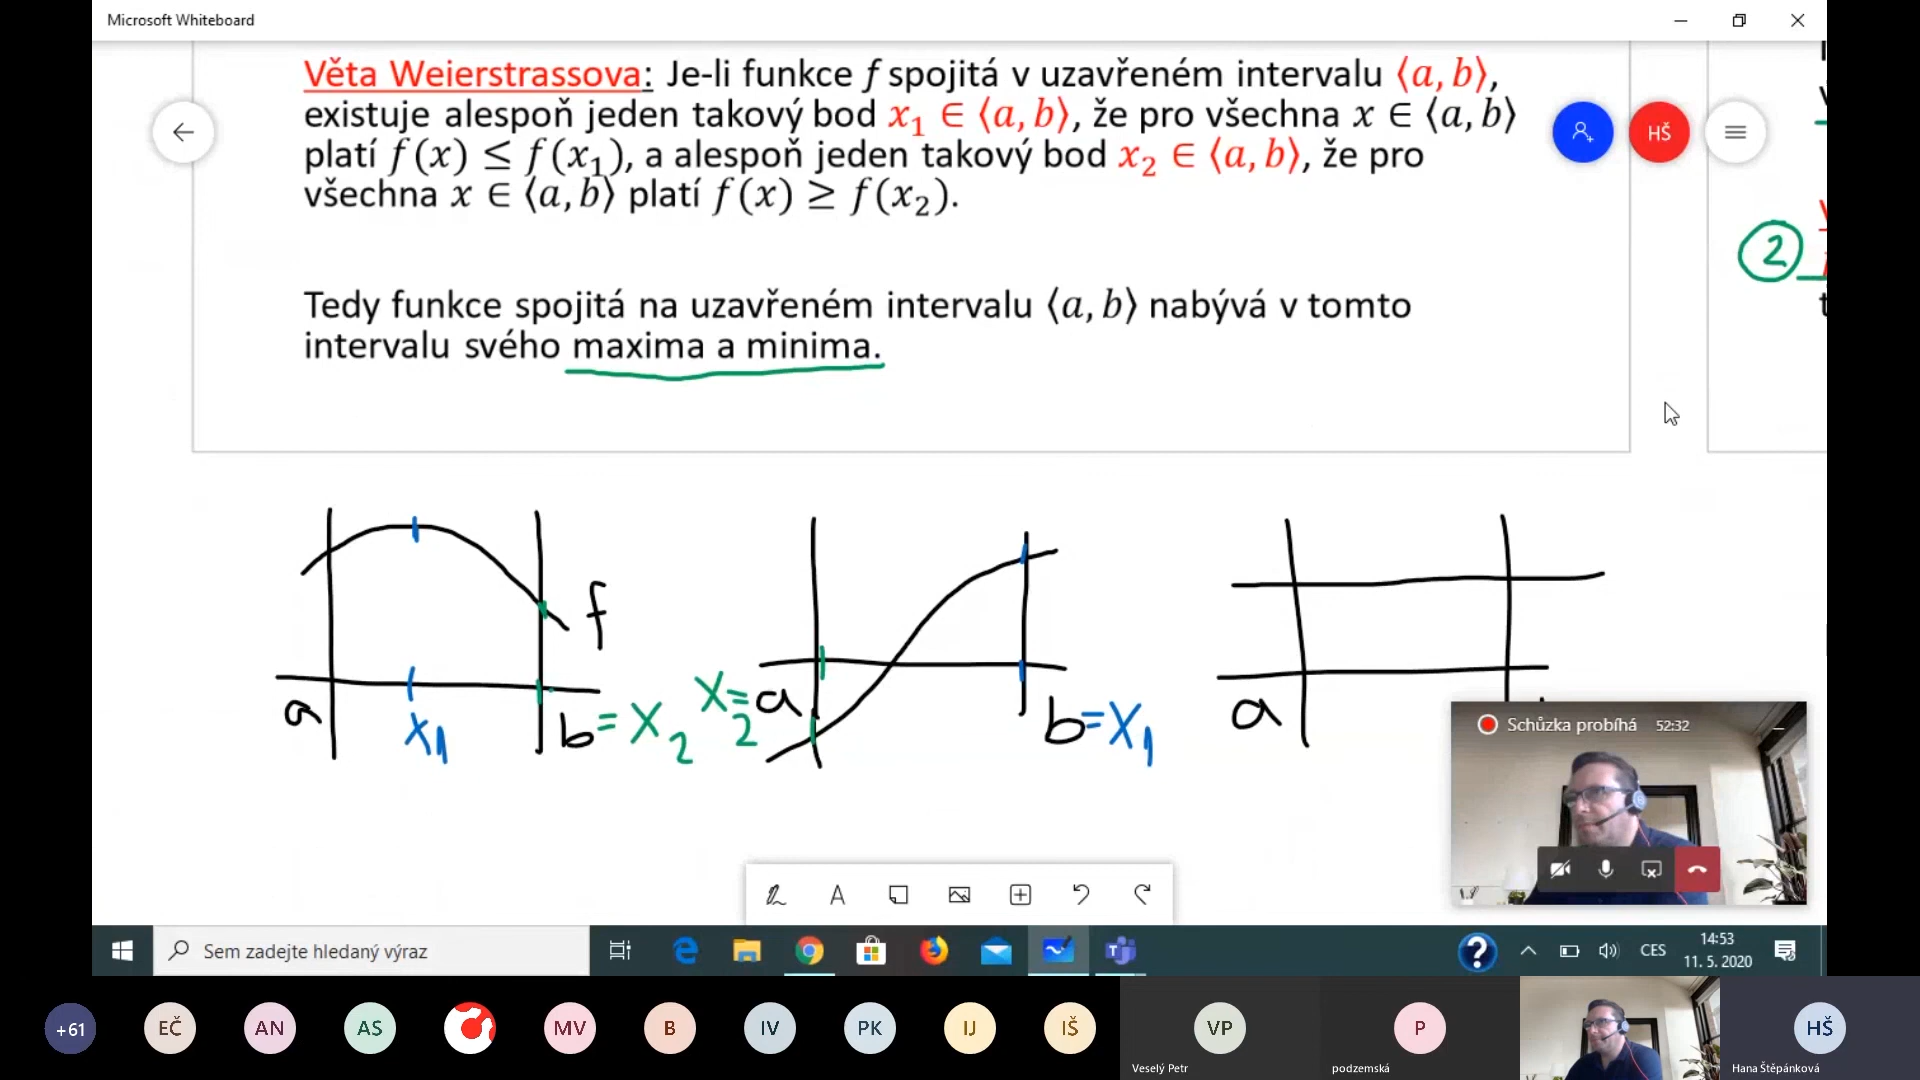 Microsoft Whiteboard
Věta Weierstrassova: Je-li funkce f spojitá v uzavřeném intervalu ⟨a, b⟩,
existuje alespoň jeden takový bod x₁ ∈ ⟨a, b⟩, že pro všechna x ∈ ⟨a, b⟩
platí f(x) ≤ f(x₁), a alespoň jeden takový bod x₂ ∈ ⟨a, b⟩, že pro
všechna x ∈ ⟨a, b⟩ platí f(x) ≥ f(x₂).
HŠ
2
Tedy funkce spojitá na uzavřeném intervalu ⟨a, b⟩ nabývá v tomto
intervalu svého maxima a minima.
f
a x₁ b = x₂
x₂ = a b = x₁
a
Schůzka probíhá 52:32
Sem zadejte hledaný výraz
CES
14:53
11. 5. 2020
+61 EČ AN AS MV B IV PK IJ IŠ VP P HŠ
Veselý Petr podzemská Hana Štěpánková